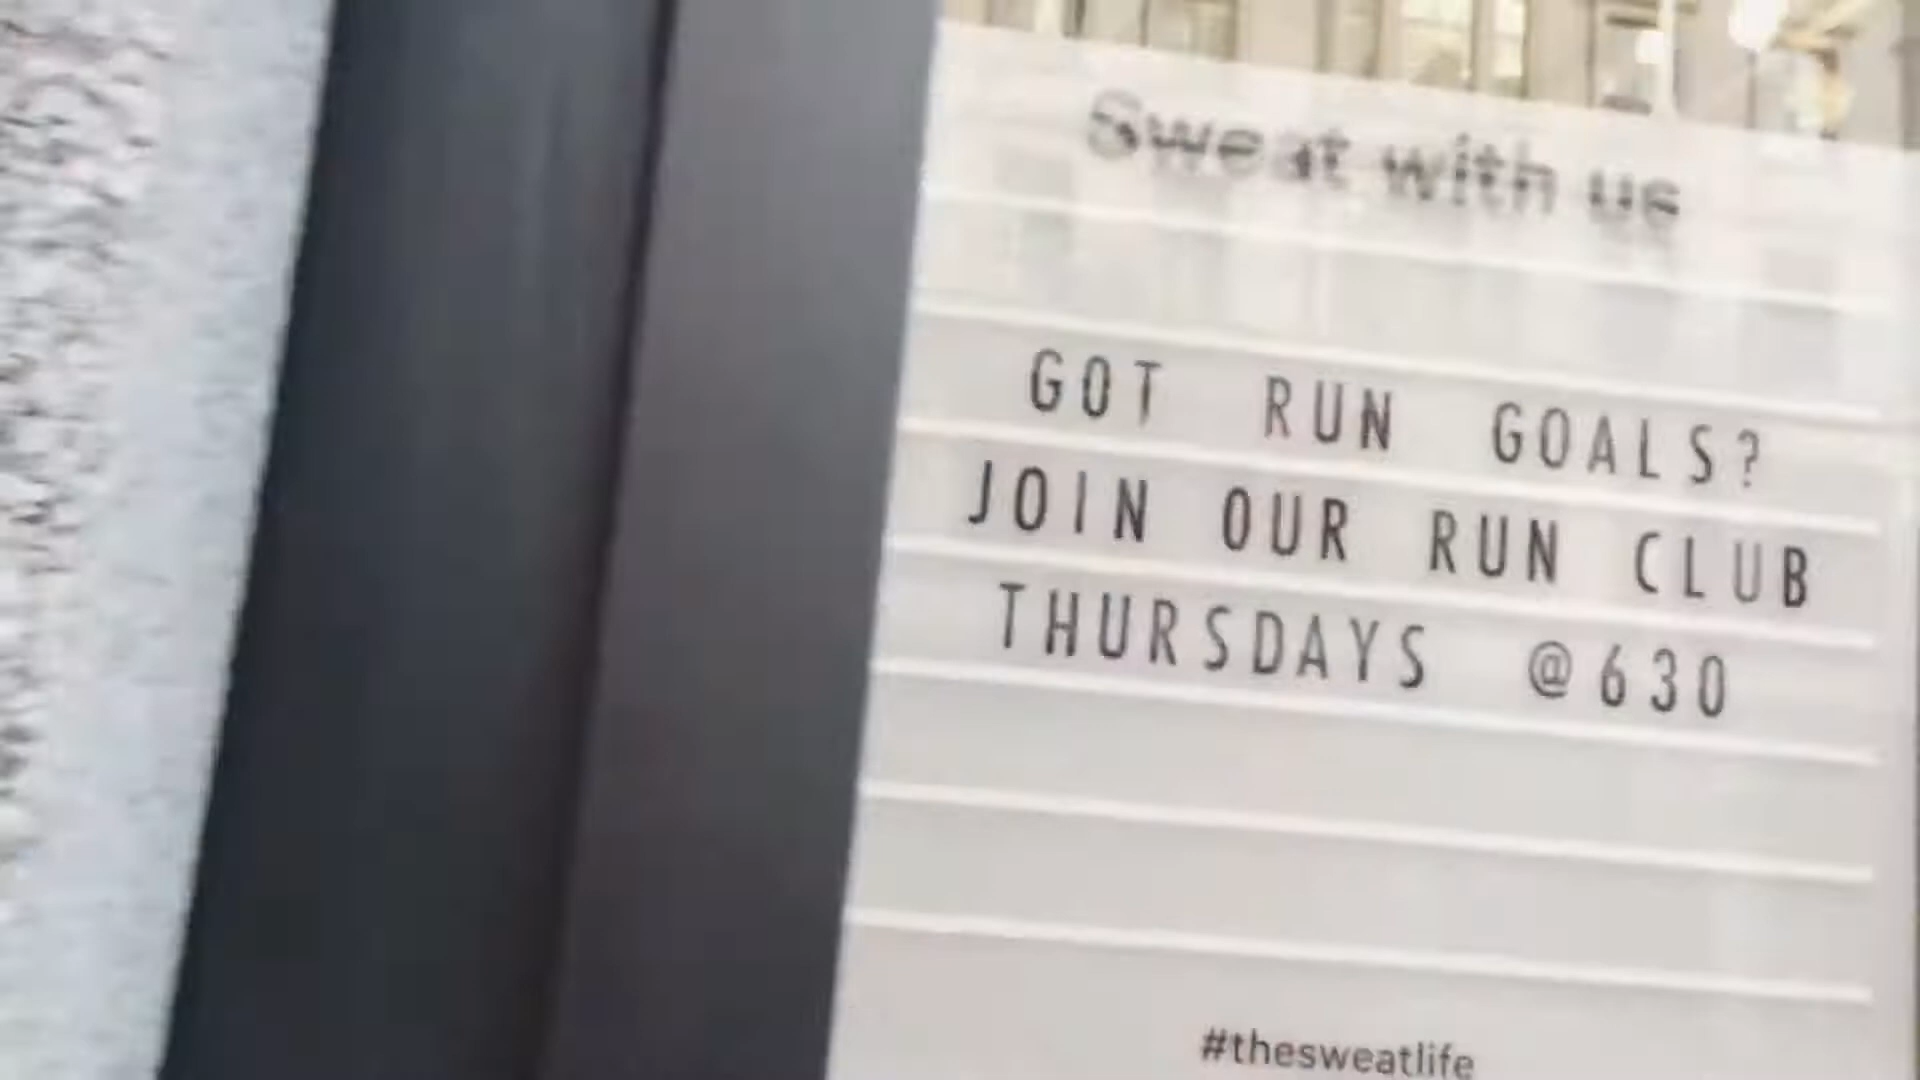 Sweat with us
GOT RUN GOALS?
JOIN OUR RUN CLUB
THURSDAYS @630
#thesweatlife